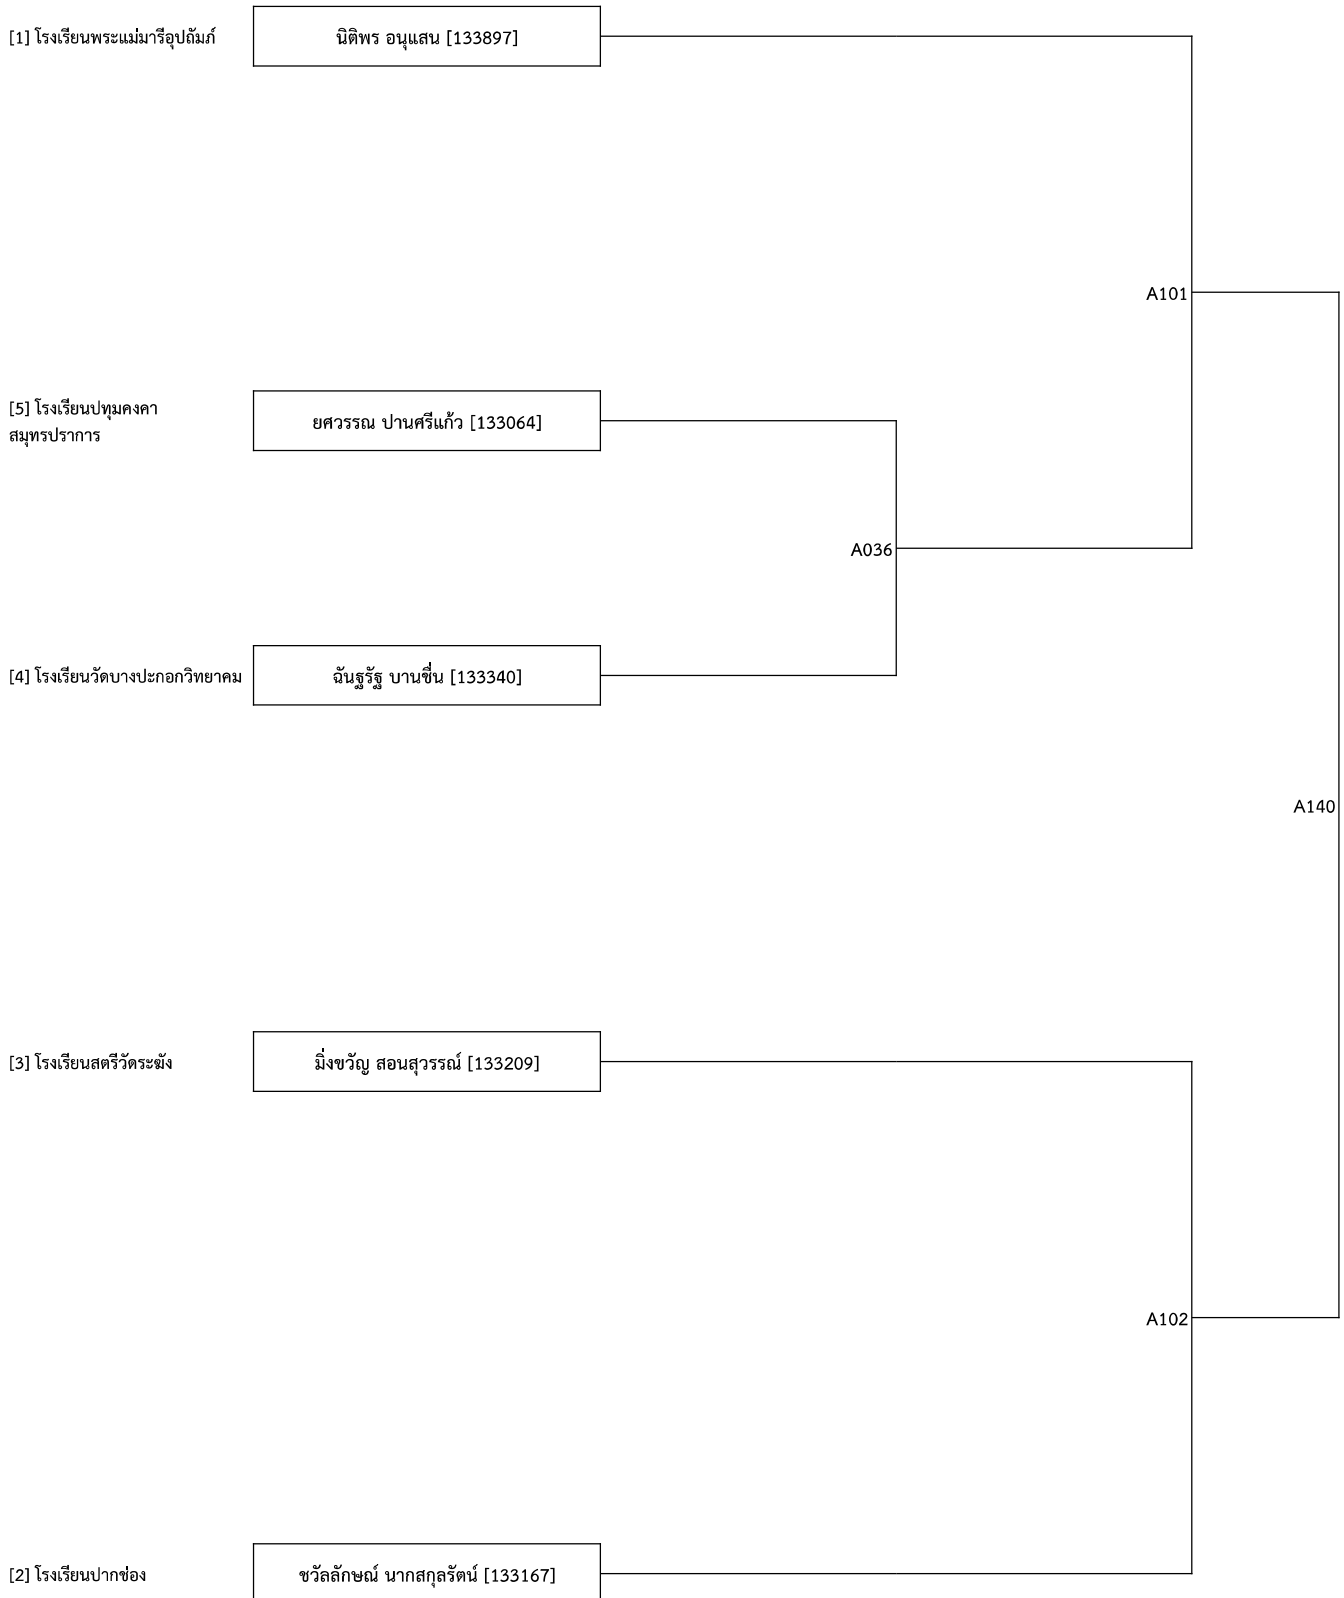 [1] โรงเรียนพระแม่มารีอุปถัมภ์
นิติพร อนุแสน [133897]
A101
[5] โรงเรียนปทุมคงคา
สมุทรปราการ
ยศวรรณ ปานศรีแก้ว [133064]
A036
[4] โรงเรียนวัดบางปะกอกวิทยาคม
ฉันฐรัฐ บานชื่น [133340]
A140
[3] โรงเรียนสตรีวัดระฆัง
มิ่งขวัญ สอนสุวรรณ์ [133209]
A102
[2] โรงเรียนปากช่อง
ชวัลลักษณ์ นากสกุลรัตน์ [133167]